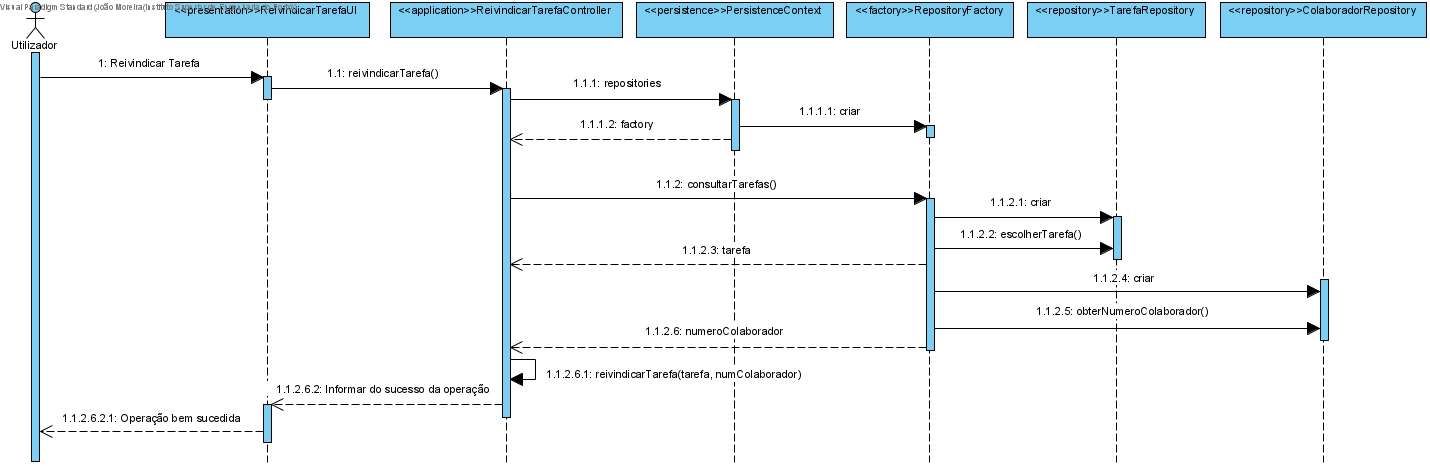 Visual Paradigm Standard (João Moreira (Instituto Superior de
<<presentation>>ReivindicarTarefaUI
<<application>>ReivindicarTarefaController
<<persistence>>PersistenceContext
<<factory>>RepositoryFactory
<<repository>>TarefaRepository
<<repository>>ColaboradorRepository
Utilizador
1: Reivindicar Tarefa
1.1: reivindicarTarefa()
1.1.1: repositories
1.1.1.1: criar
1.1.1.2: factory
1.1.2: consultarTarefas()
1.1.2.1: criar
1.1.2.2: escolherTarefa()
1.1.2.3: tarefa
1.1.2.4: criar
1.1.2.5: obterNumeroColaborador()
1.1.2.6: numeroColaborador
1.1.2.6.1: reivindicarTarefa(tarefa, numColaborador)
1.1.2.6.2: Informar do sucesso da operação
1.1.2.6.2.1: Operação bem sucedida